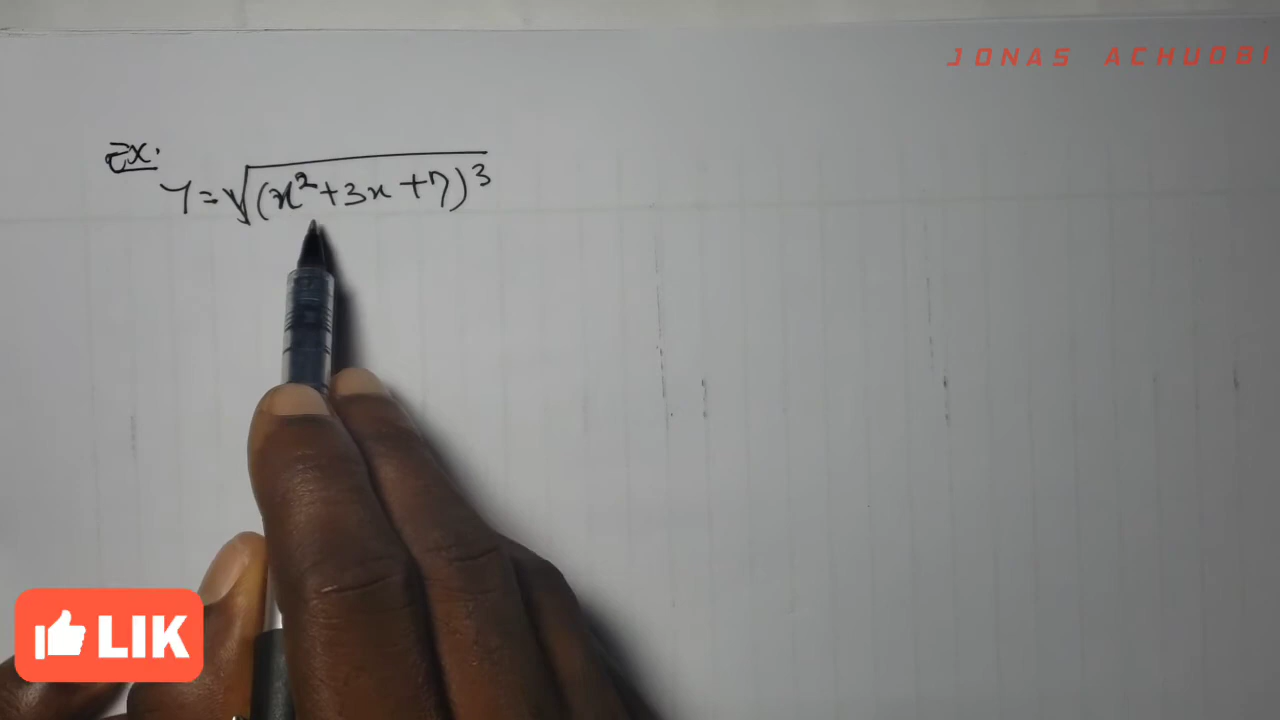 JONAS ACHUOBI
Ex.
Y=√(x²+3x+7)³
LIK